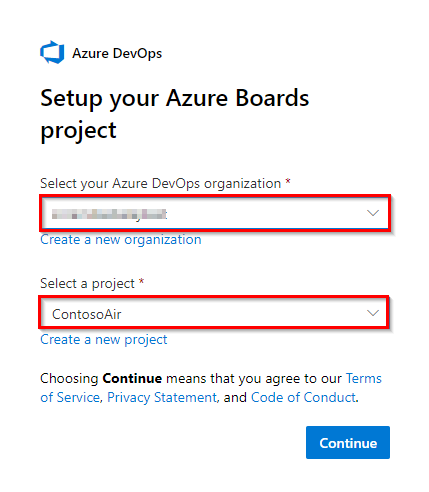 Azure DevOps
Setup your Azure Boards
project
Select your Azure DevOps organization *
Create a new organization
Select a project *
ContosoAir
Create a new project
Choosing Continue means that you agree to our Terms
of Service, Privacy Statement, and Code of Conduct.
Continue